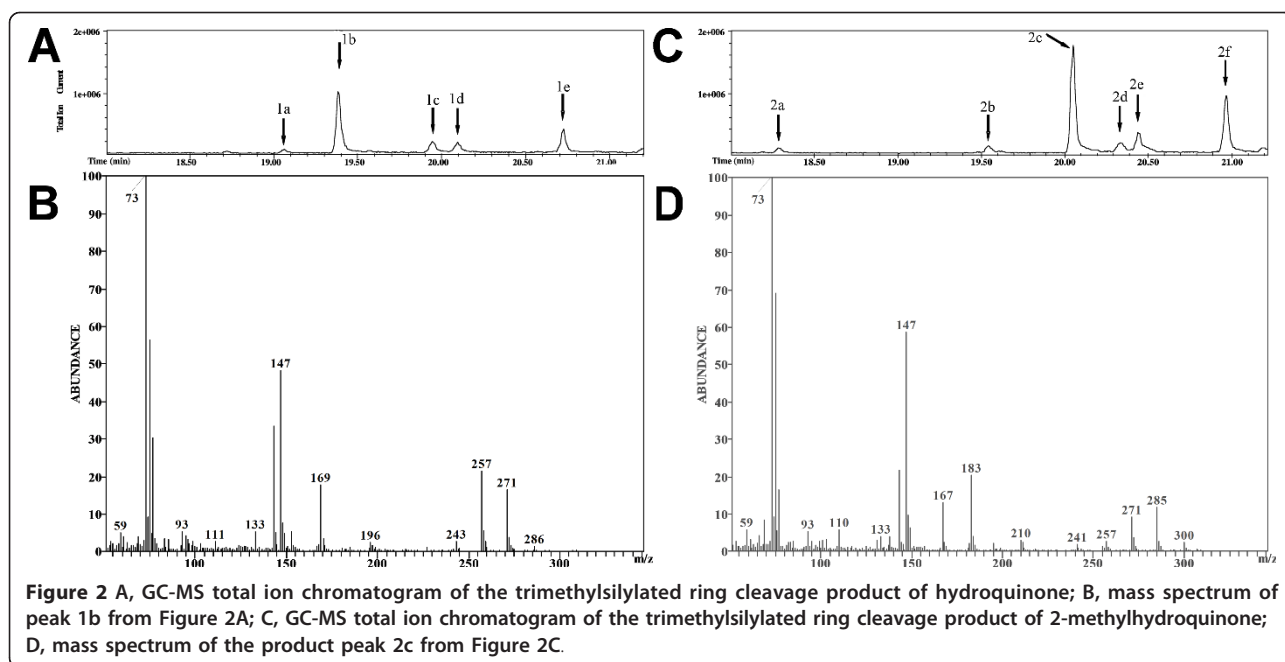 A
2e+006
1e+006
Total Ion Current
1a
1b
1c
1d
1e
Time (min)
18.50
19.00
19.50
20.00
20.50
21.00
C
2e+006
1e+006
2a
2b
2c
2d
2e
2f
Time (min)
18.50
19.00
19.50
20.00
20.50
21.00
B
ABUNDANCE
100
90
80
70
60
50
40
30
20
10
0
73
59
93
111
133
147
169
196
243
257
271
286
100
150
200
250
300
m/z
D
ABUNDANCE
100
90
80
70
60
50
40
30
20
10
0
73
59
93
110
133
147
167
183
210
241
257
271
285
300
100
150
200
250
300
m/z
Figure 2 A, GC-MS total ion chromatogram of the trimethylsilylated ring cleavage product of hydroquinone; B, mass spectrum of
peak 1b from Figure 2A; C, GC-MS total ion chromatogram of the trimethylsilylated ring cleavage product of 2-methylhydroquinone;
D, mass spectrum of the product peak 2c from Figure 2C.